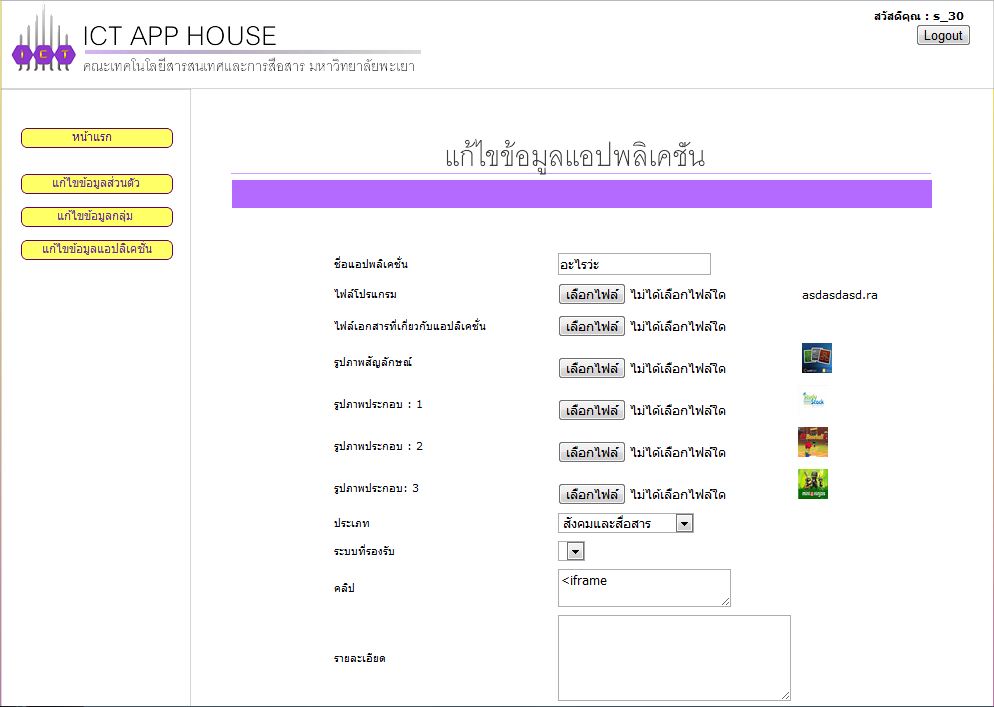 ICT APP HOUSE
คณะเทคโนโลยีสารสนเทศและการสื่อสาร มหาวิทยาลัยพะเยา
I C T
สวัสดีคุณ : s_30
Logout
หน้าแรก
แก้ไขข้อมูลส่วนตัว
แก้ไขข้อมูลกลุ่ม
แก้ไขข้อมูลแอปลิเคชั่น
แก้ไขข้อมูลแอปพลิเคชัน
ชื่อแอปพลิเคชั่น อะไรว่ะ
ไฟล์โปรแกรม เลือกไฟล์ ไม่ได้เลือกไฟล์ใด asdasdasd.ra
ไฟล์เอกสารที่เกี่ยวกับแอปลิเคชั่น เลือกไฟล์ ไม่ได้เลือกไฟล์ใด
รูปภาพสัญลักษณ์ เลือกไฟล์ ไม่ได้เลือกไฟล์ใด
รูปภาพประกอบ : 1 เลือกไฟล์ ไม่ได้เลือกไฟล์ใด
รูปภาพประกอบ : 2 เลือกไฟล์ ไม่ได้เลือกไฟล์ใด
รูปภาพประกอบ: 3 เลือกไฟล์ ไม่ได้เลือกไฟล์ใด
ประเภท สังคมและสื่อสาร
ระบบที่รองรับ
คลิป <iframe
รายละเอียด